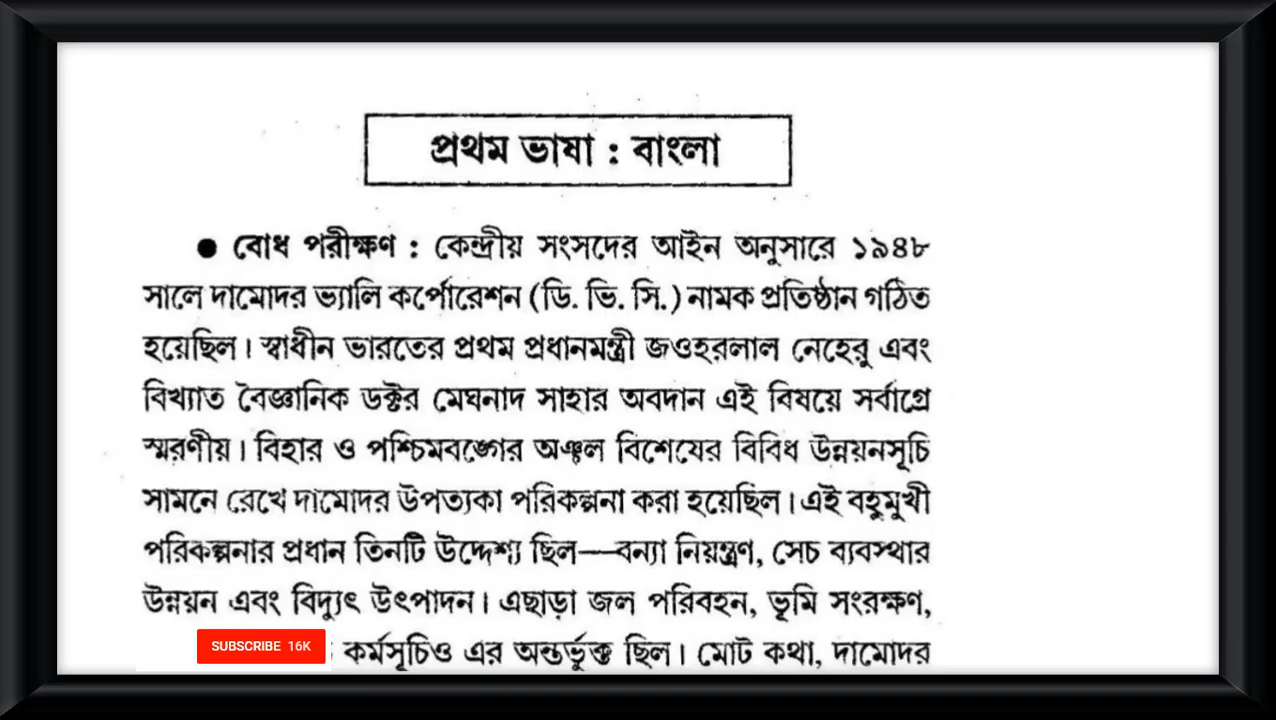 প্রথম ভাষা : বাংলা
● বোধ পরীক্ষণ : কেন্দ্রীয় সংসদের আইন অনুসারে ১৯৪৮
সালে দামোদর ভ্যালি কর্পোরেশন (ডি. ভি. সি.) নামক প্রতিষ্ঠান গঠিত
হয়েছিল। স্বাধীন ভারতের প্রথম প্রধানমন্ত্রী জওহরলাল নেহেরু এবং
বিখ্যাত বৈজ্ঞানিক ডক্টর মেঘনাদ সাহার অবদান এই বিষয়ে সর্বাগ্রে
স্মরণীয়। বিহার ও পশ্চিমবঙ্গের অঞ্চল বিশেষের বিবিধ উন্নয়নসূচি
সামনে রেখে দামোদর উপত্যকা পরিকল্পনা করা হয়েছিল। এই বহুমুখী
পরিকল্পনার প্রধান তিনটি উদ্দেশ্য ছিল—বন্যা নিয়ন্ত্রণ, সেচ ব্যবস্থার
উন্নয়ন এবং বিদ্যুৎ উৎপাদন। এছাড়া জল পরিবহন, ভূমি সংরক্ষণ,
SUBSCRIBE 16K কর্মসূচিও এর অন্তর্ভুক্ত ছিল। মোট কথা, দামোদর